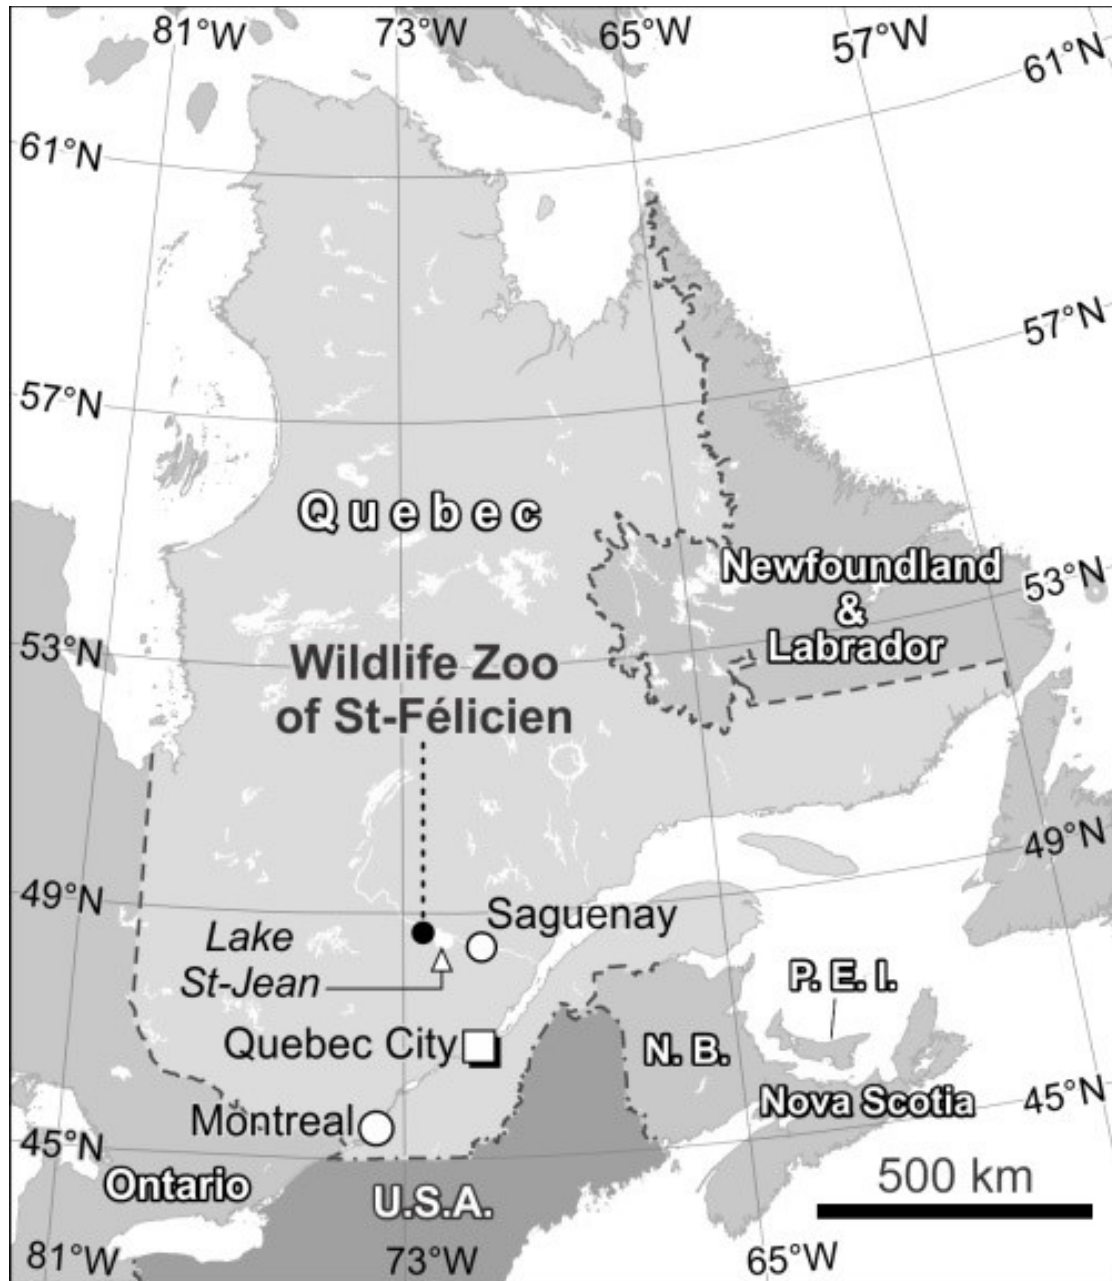 81°W
73°W
65°W
57°W
61°N
61°N
57°N
57°N
Quebec
Newfoundland
&
Labrador
53°N
53°N
Wildlife Zoo
of St-Félicien
49°N
49°N
Saguenay
Lake
St-Jean
P. E. I.
Quebec City
N. B.
Montreal
Nova Scotia
45°N
45°N
Ontario
U.S.A.
500 km
81°W
73°W
65°W